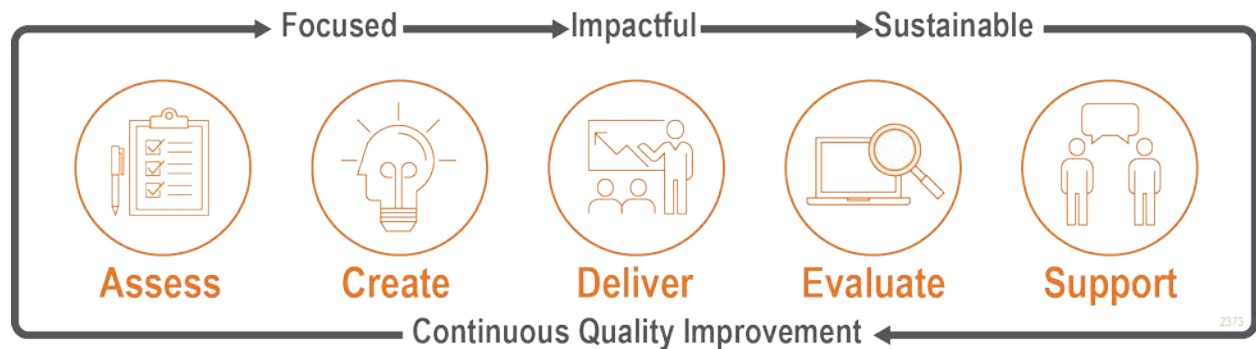 Focused Impactful Sustainable
Assess Create Deliver Evaluate Support
2373
Continuous Quality Improvement